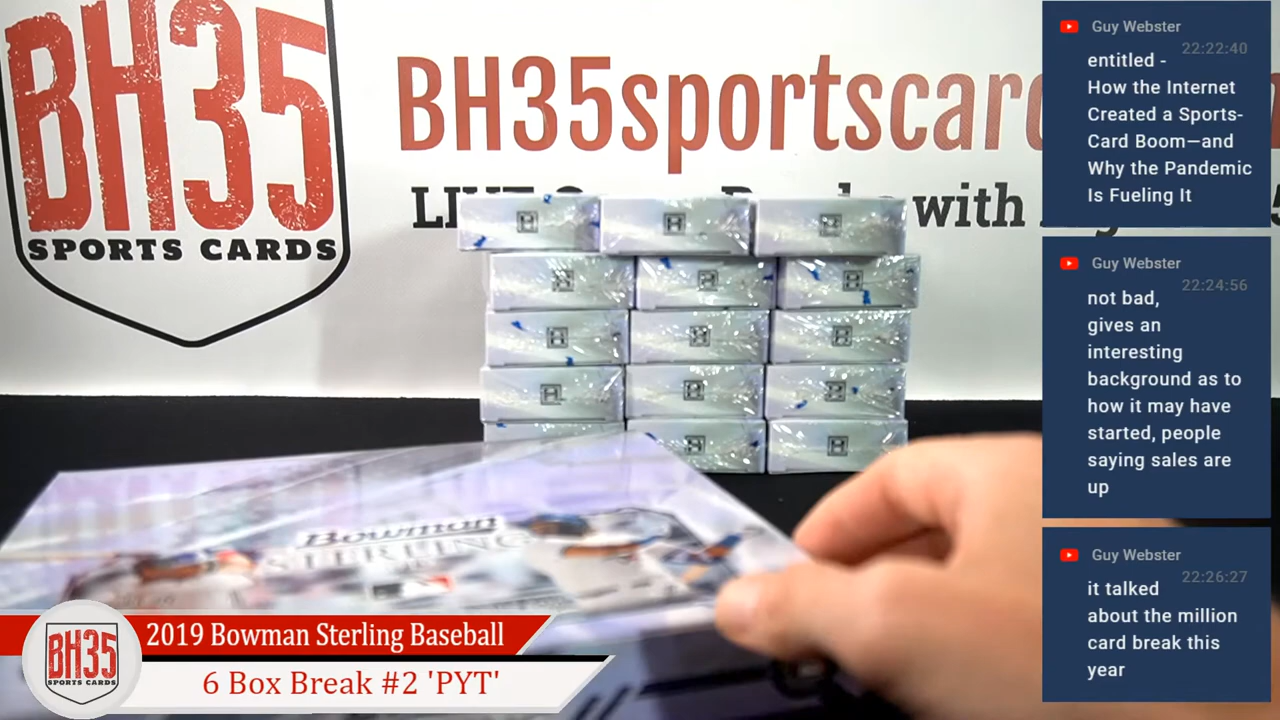 BH35
SPORTS CARDS
BH35sportscar
LIVE
with
Bowman
STERLING
BH35
SPORTS CARDS
2019 Bowman Sterling Baseball
6 Box Break #2 'PYT'
Guy Webster
22:22:40
entitled -
How the Internet
Created a Sports-
Card Boom—and
Why the Pandemic
Is Fueling It
Guy Webster
22:24:56
not bad,
gives an
interesting
background as to
how it may have
started, people
saying sales are
up
Guy Webster
22:26:27
it talked
about the million
card break this
year